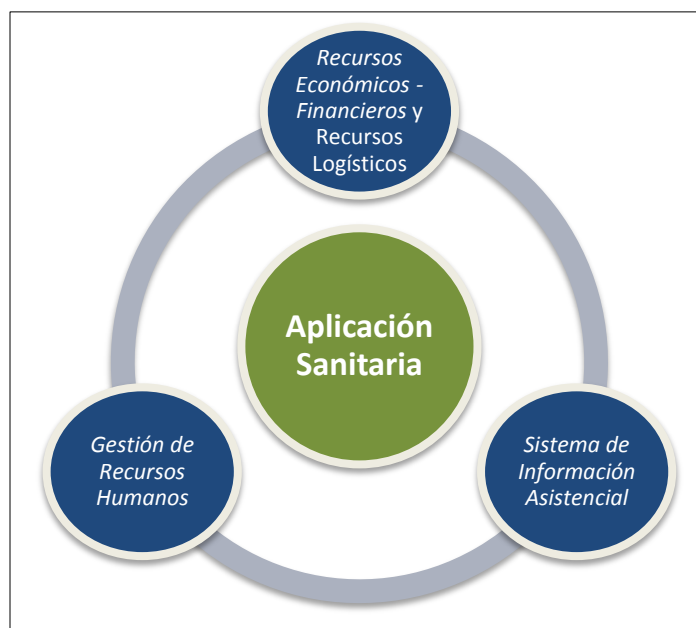 Recursos
Económicos -
Financieros y
Recursos
Logísticos
Aplicación
Sanitaria
Gestión de
Recursos
Humanos
Sistema de
Información
Asistencial